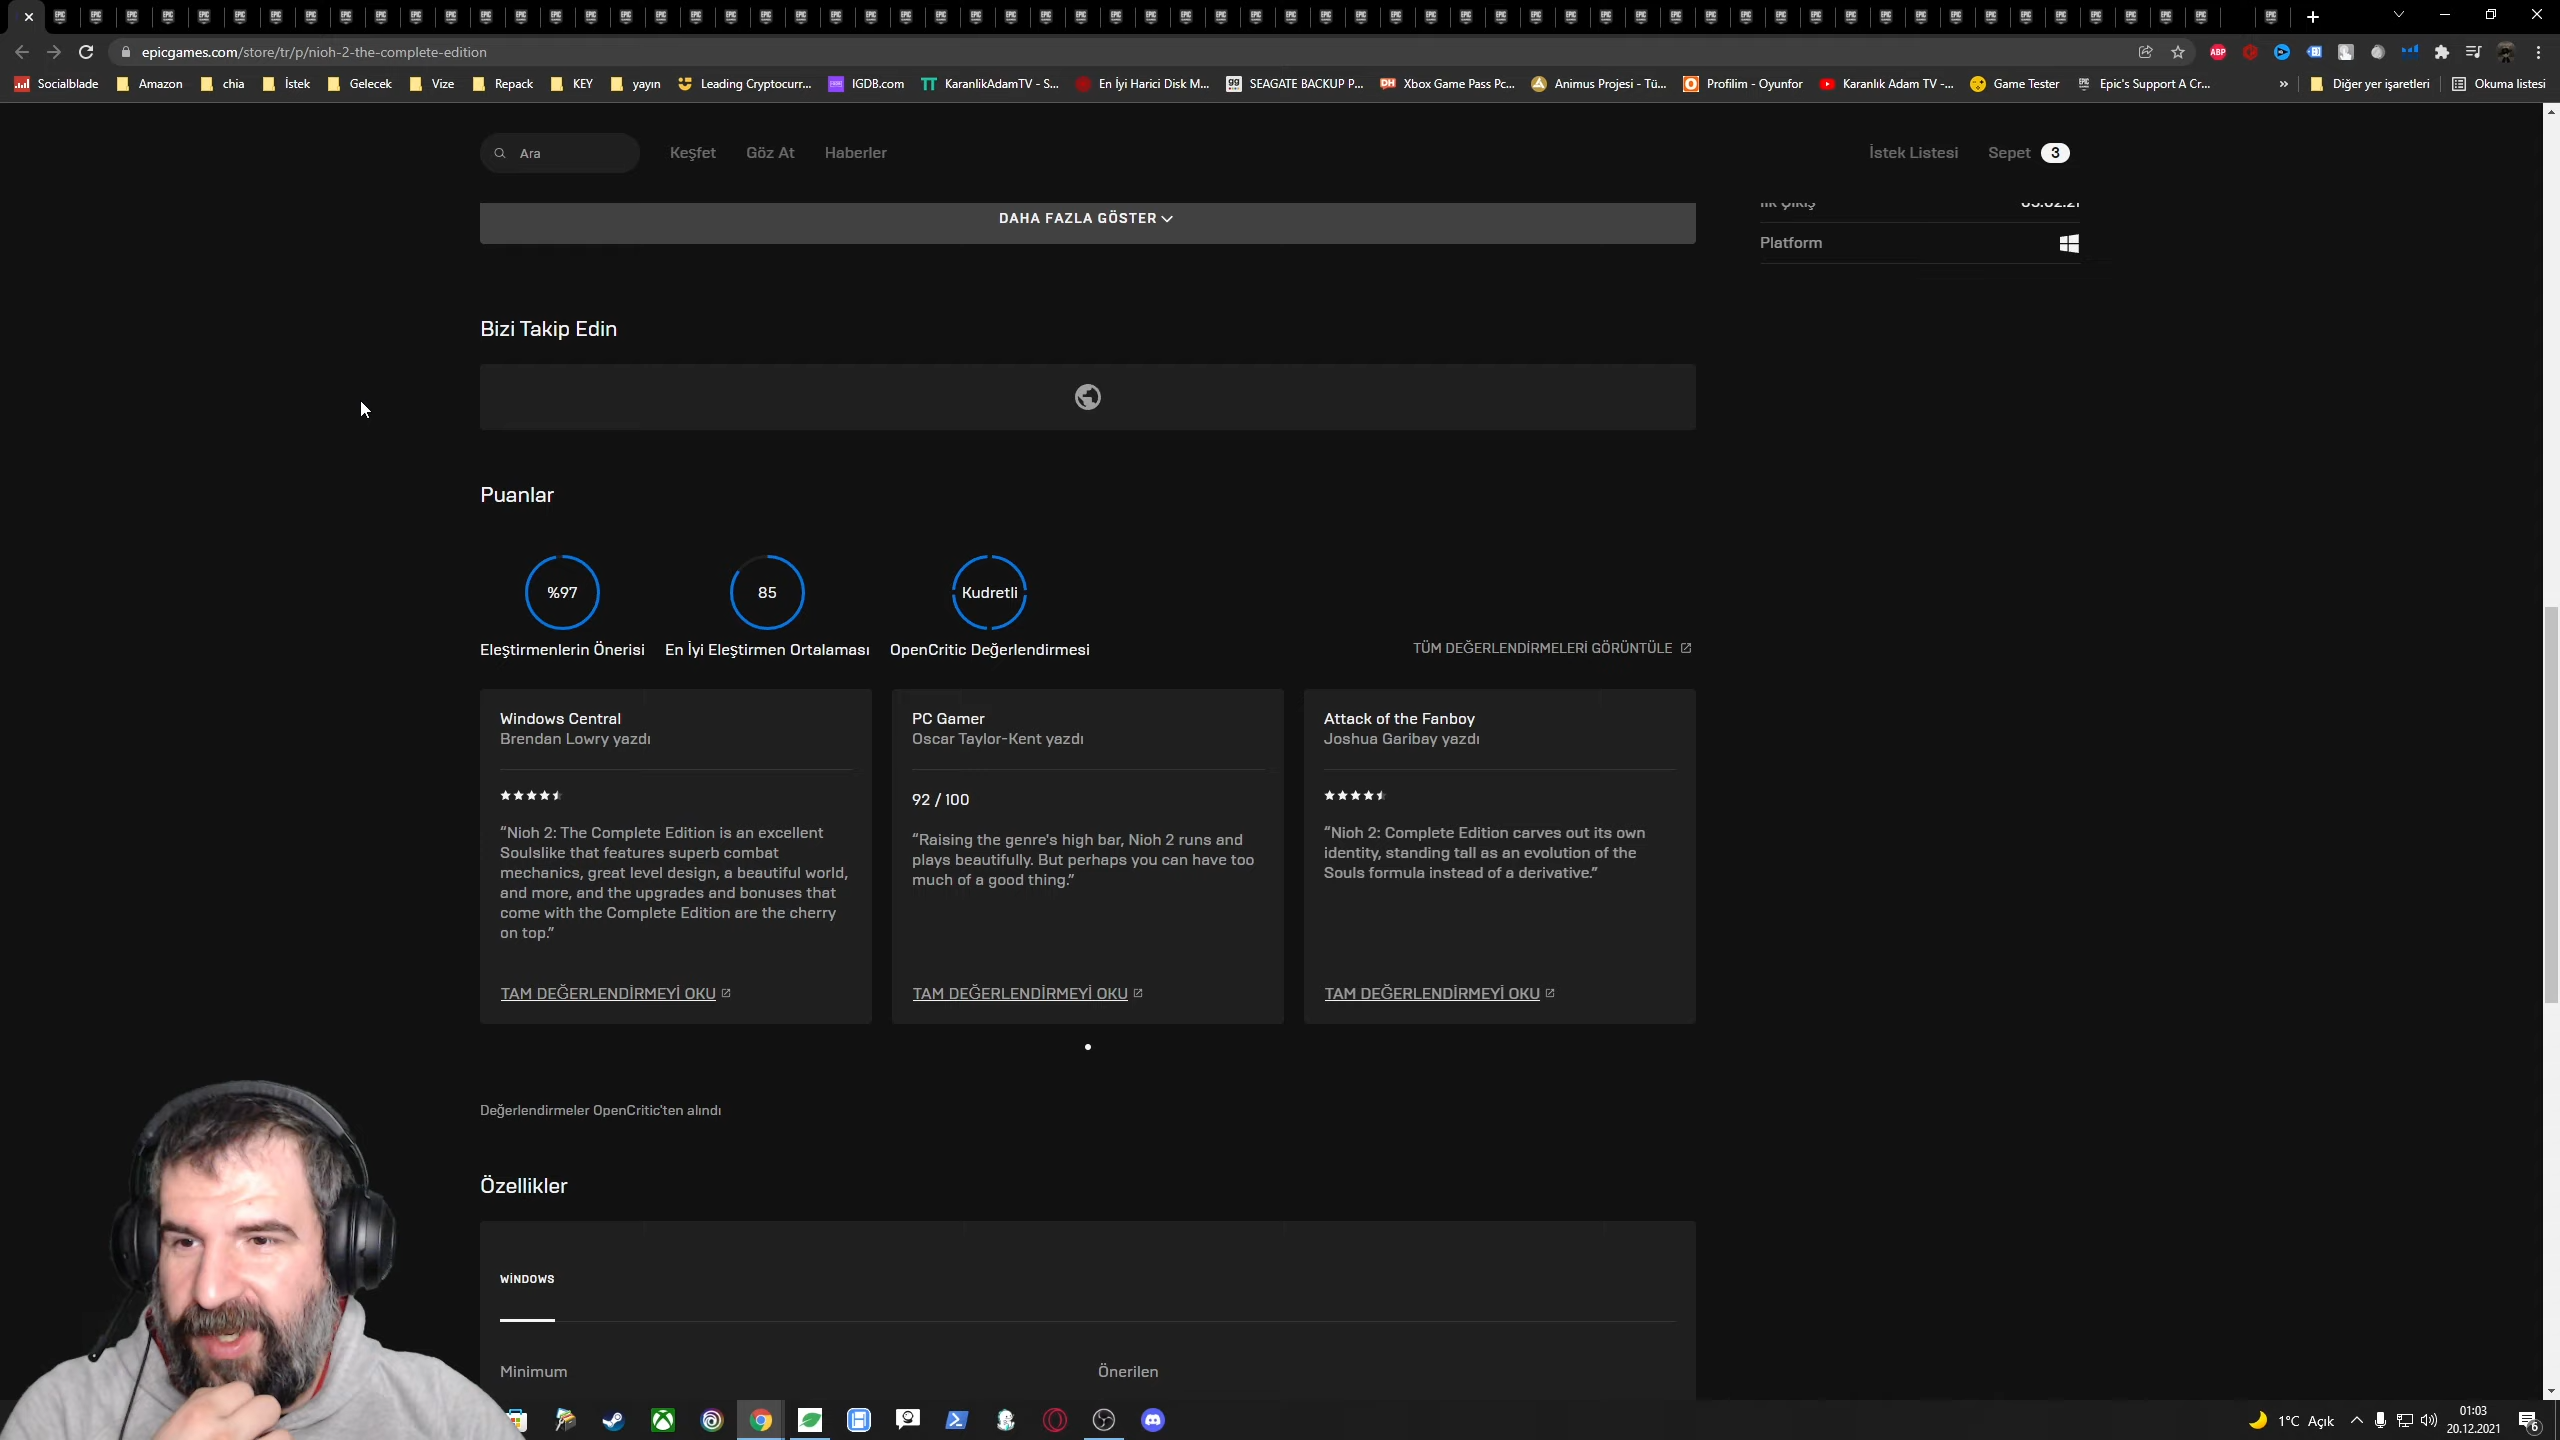 epicgames.com/store/tr/p/nioh-2-the-complete-edition
Socialblade
Amazon
chia
İstek
Gelecek
Vize
Repack
KEY
yayın
Leading Cryptocurr...
IGDB.com
KaranlikAdamTV - S...
En İyi Harici Disk M...
SEAGATE BACKUP P...
Xbox Game Pass Pc...
Animus Projesi - Tü...
Profilim - Oyunfor
Karanlık Adam TV -...
Game Tester
Epic's Support A Cr...
»
Diğer yer işaretleri
Okuma listesi
Ara
Keşfet
Göz At
Haberler
İstek Listesi
Sepet 3
DAHA FAZLA GÖSTER
Platform
Bizi Takip Edin
Puanlar
%97
85
Kudretli
Eleştirmenlerin Önerisi
En İyi Eleştirmen Ortalaması
OpenCritic Değerlendirmesi
TÜM DEĞERLENDİRMELERİ GÖRÜNTÜLE
Windows Central
Brendan Lowry yazdı
“Nioh 2: The Complete Edition is an excellent
Soulslike that features superb combat
mechanics, great level design, a beautiful world,
and more, and the upgrades and bonuses that
come with the Complete Edition are the cherry
on top.”
TAM DEĞERLENDİRMEYİ OKU
PC Gamer
Oscar Taylor-Kent yazdı
92 / 100
“Raising the genre's high bar, Nioh 2 runs and
plays beautifully. But perhaps you can have too
much of a good thing.”
TAM DEĞERLENDİRMEYİ OKU
Attack of the Fanboy
Joshua Garibay yazdı
“Nioh 2: Complete Edition carves out its own
identity, standing tall as an evolution of the
Souls formula instead of a derivative.”
TAM DEĞERLENDİRMEYİ OKU
Değerlendirmeler OpenCritic'ten alındı
Özellikler
WİNDOWS
Minimum
Önerilen
1°C Açık
01:03
20.12.2021
6